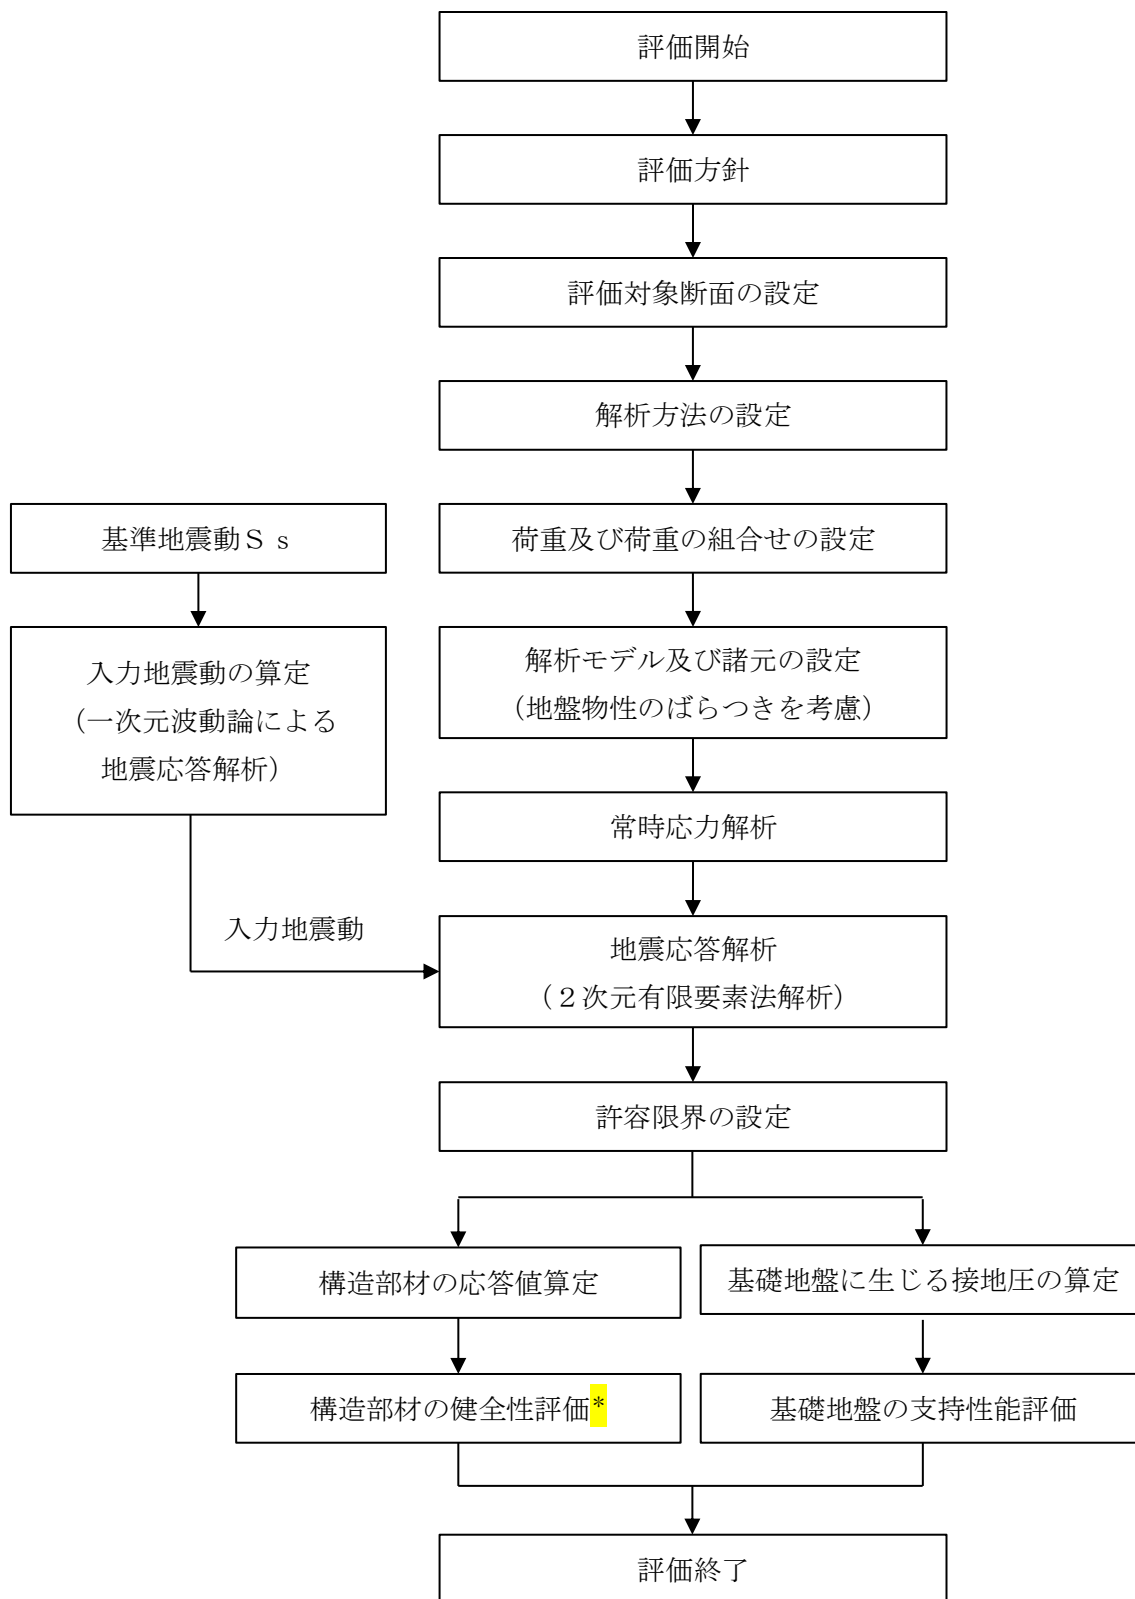 評価開始
評価方針
評価対象断面の設定
解析方法の設定
荷重及び荷重の組合せの設定
基準地震動Ｓｓ
入力地震動の算定
（一次元波動論による
地震応答解析）
解析モデル及び諸元の設定
（地盤物性のばらつきを考慮）
常時応力解析
入力地震動
地震応答解析
（２次元有限要素法解析）
許容限界の設定
構造部材の応答値算定
基礎地盤に生じる接地圧の算定
構造部材の健全性評価*
基礎地盤の支持性能評価
評価終了